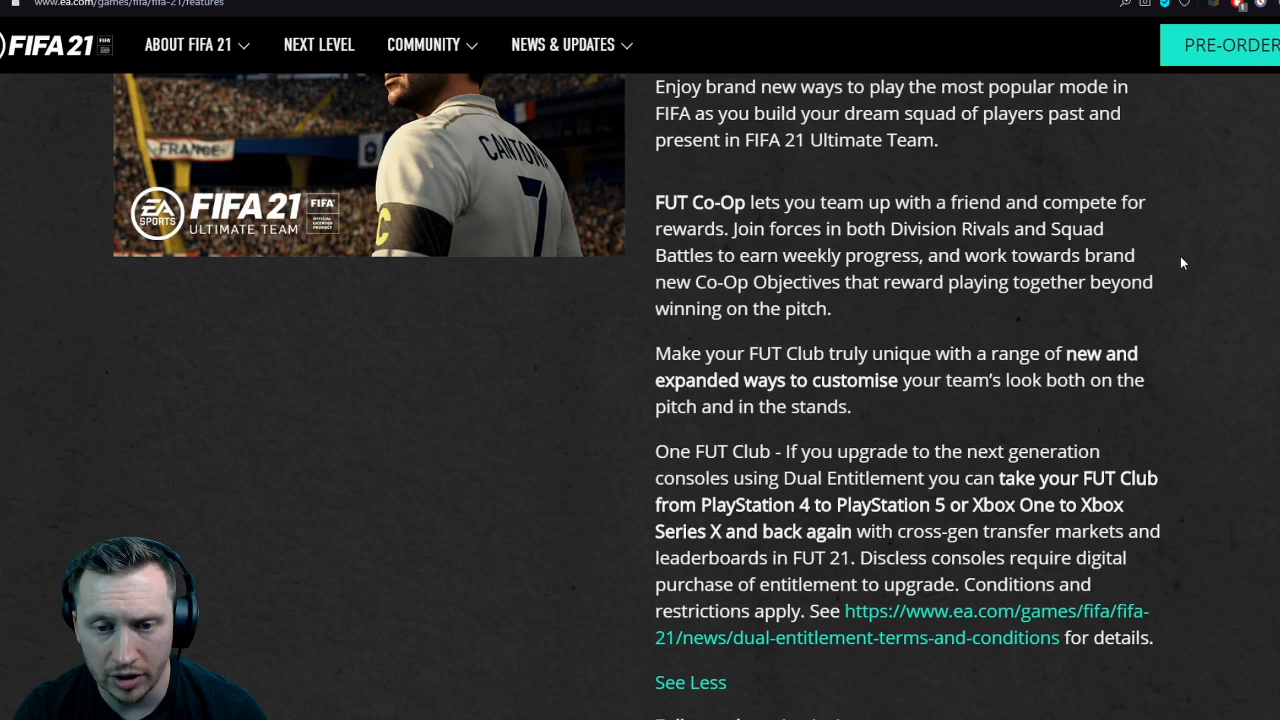 www.ea.com/games/fifa/fifa-21/features
FIFA 21 FIFA
ABOUT FIFA 21
NEXT LEVEL
COMMUNITY
NEWS & UPDATES
PRE-ORDER
FRANCE
CANTONA
7
C
EA SPORTS
FIFA 21
ULTIMATE TEAM
FIFA
OFFICIAL LICENSED PRODUCT
Enjoy brand new ways to play the most popular mode in
FIFA as you build your dream squad of players past and
present in FIFA 21 Ultimate Team.
FUT Co-Op lets you team up with a friend and compete for
rewards. Join forces in both Division Rivals and Squad
Battles to earn weekly progress, and work towards brand
new Co-Op Objectives that reward playing together beyond
winning on the pitch.
Make your FUT Club truly unique with a range of new and
expanded ways to customise your team's look both on the
pitch and in the stands.
One FUT Club - If you upgrade to the next generation
consoles using Dual Entitlement you can take your FUT Club
from PlayStation 4 to PlayStation 5 or Xbox One to Xbox
Series X and back again with cross-gen transfer markets and
leaderboards in FUT 21. Discless consoles require digital
purchase of entitlement to upgrade. Conditions and
restrictions apply. See https://www.ea.com/games/fifa/fifa-
21/news/dual-entitlement-terms-and-conditions for details.
See Less